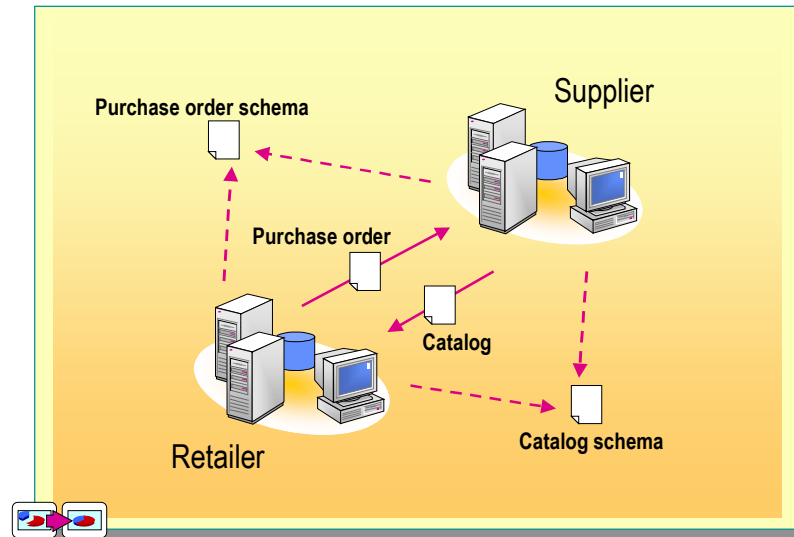 Supplier
Purchase order schema
Purchase order
Catalog
Catalog schema
Retailer